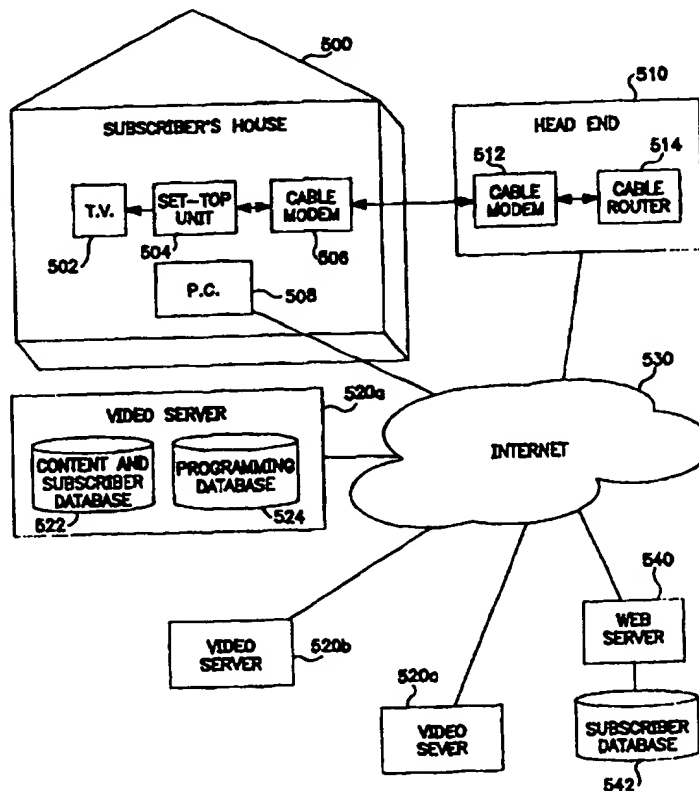 500
SUBSCRIBER'S HOUSE
T.V.
502
SET-TOP
UNIT
504
CABLE
MODEM
506
P.C.
508
510
HEAD END
512
CABLE
MODEM
514
CABLE
ROUTER
520a
VIDEO SERVER
CONTENT AND
SUBSCRIBER
DATABASE
522
PROGRAMMING
DATABASE
524
530
INTERNET
VIDEO
SERVER
520b
520c
VIDEO
SEVER
540
WEB
SERVER
SUBSCRIBER
DATABASE
542